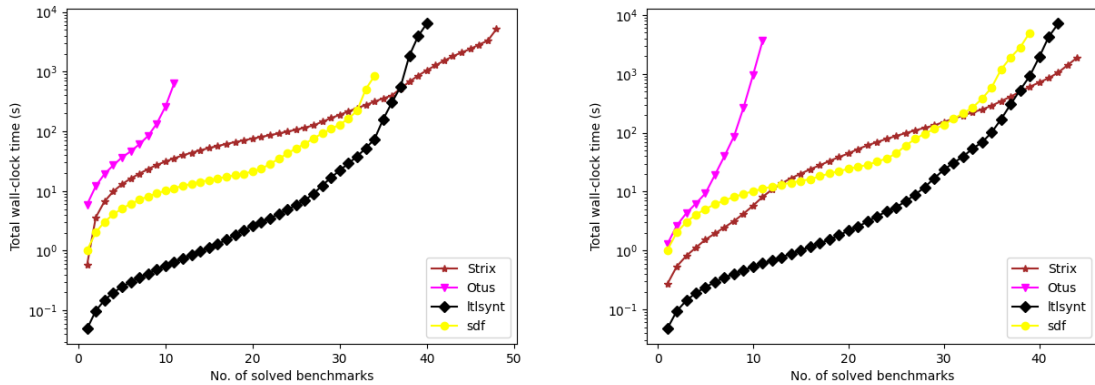 10⁴
10³
10²
10¹
10⁰
10⁻¹
Total wall-clock time (s)
0 10 20 30 40 50
No. of solved benchmarks
Strix
Otus
ltlsynt
sdf
10⁴
10³
10²
10¹
10⁰
10⁻¹
Total wall-clock time (s)
0 10 20 30 40
No. of solved benchmarks
Strix
Otus
ltlsynt
sdf